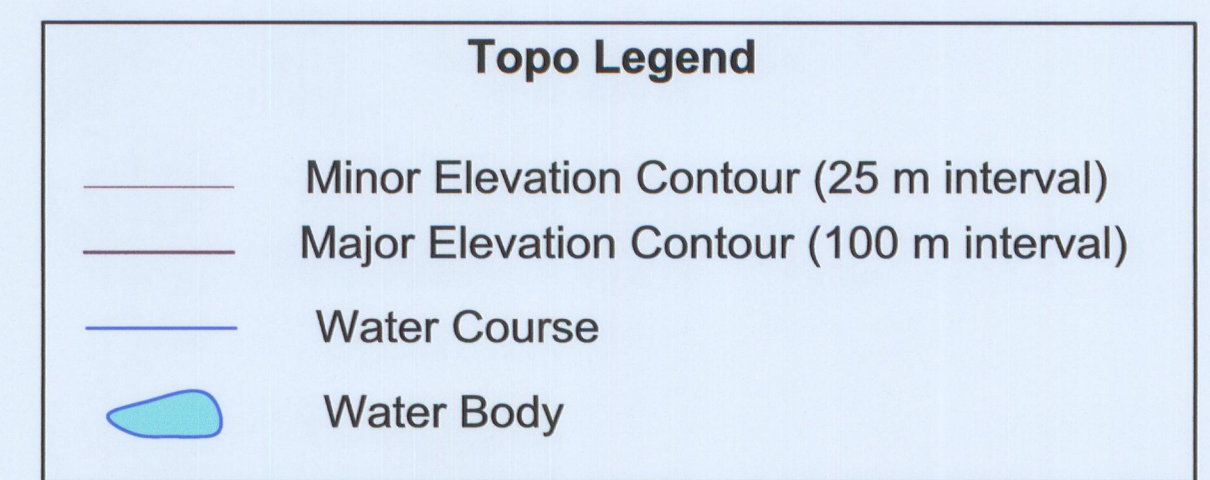 Topo Legend
Minor Elevation Contour (25 m interval)
Major Elevation Contour (100 m interval)
Water Course
Water Body